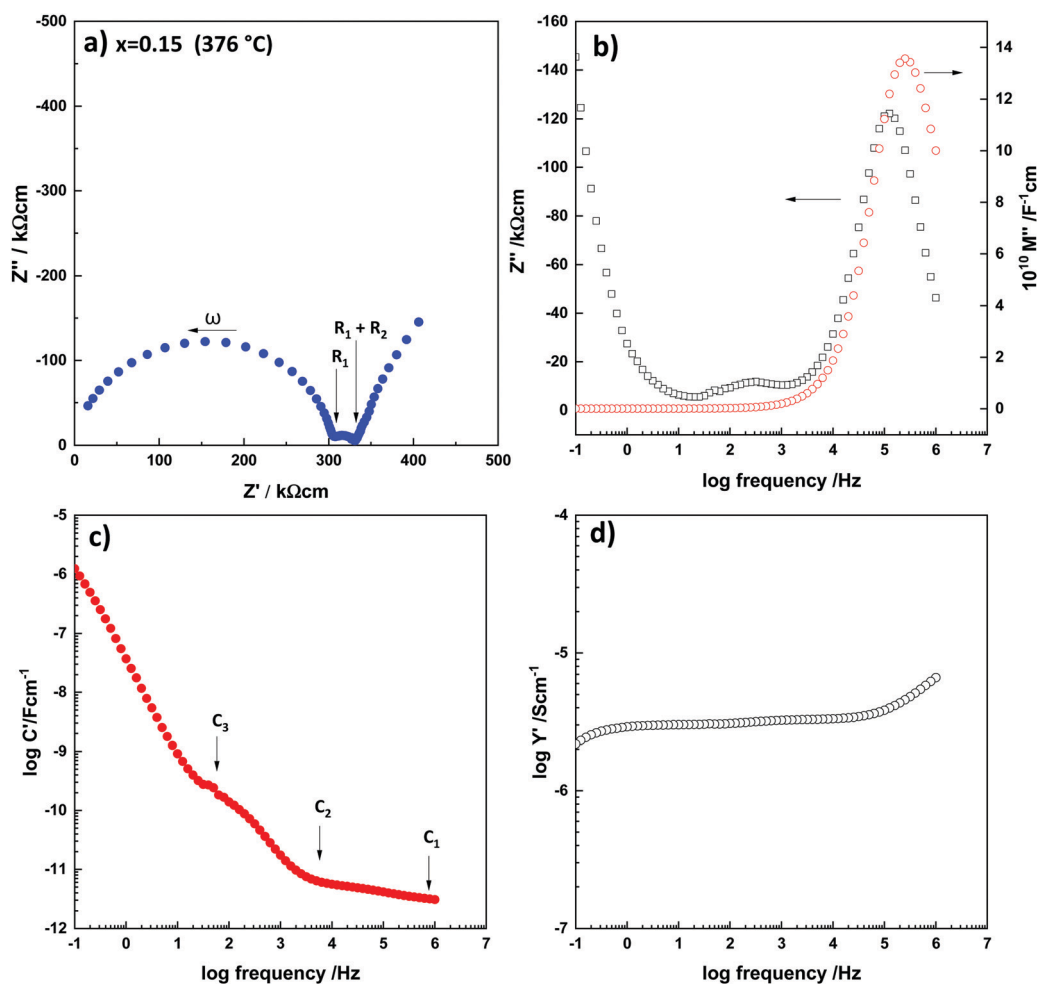 a) x=0.15 (376 °C)
-500
-400
-300
-200
-100
0
Z'' / kΩcm
ω
R1
R1 + R2
0 100 200 300 400 500
Z' / kΩcm
b)
-160
-140
-120
-100
-80
-60
-40
-20
0
Z'' /kΩcm
14
12
10
8
6
4
2
0
10^10 M'' /F^-1cm
-1 0 1 2 3 4 5 6 7
log frequency /Hz
c)
-5
-6
-7
-8
-9
-10
-11
-12
log C'/Fcm^-1
C3
C2
C1
-1 0 1 2 3 4 5 6 7
log frequency /Hz
d)
-4
-5
-6
-7
log Y' /Scm^-1
-1 0 1 2 3 4 5 6 7
log frequency /Hz